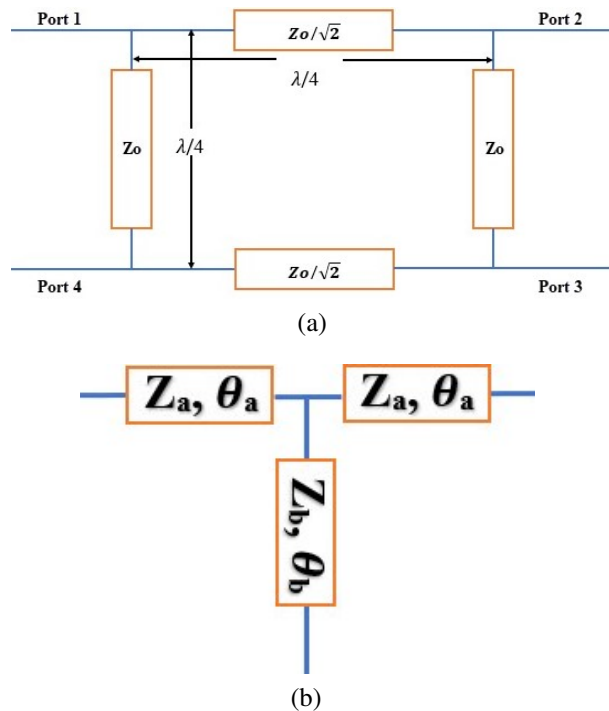 Port 1
Zo/√2
Port 2
λ/4
Zo
λ/4
Zo
Port 4
Zo/√2
Port 3
(a)
Za, θa
Za, θa
Zb, θb
(b)